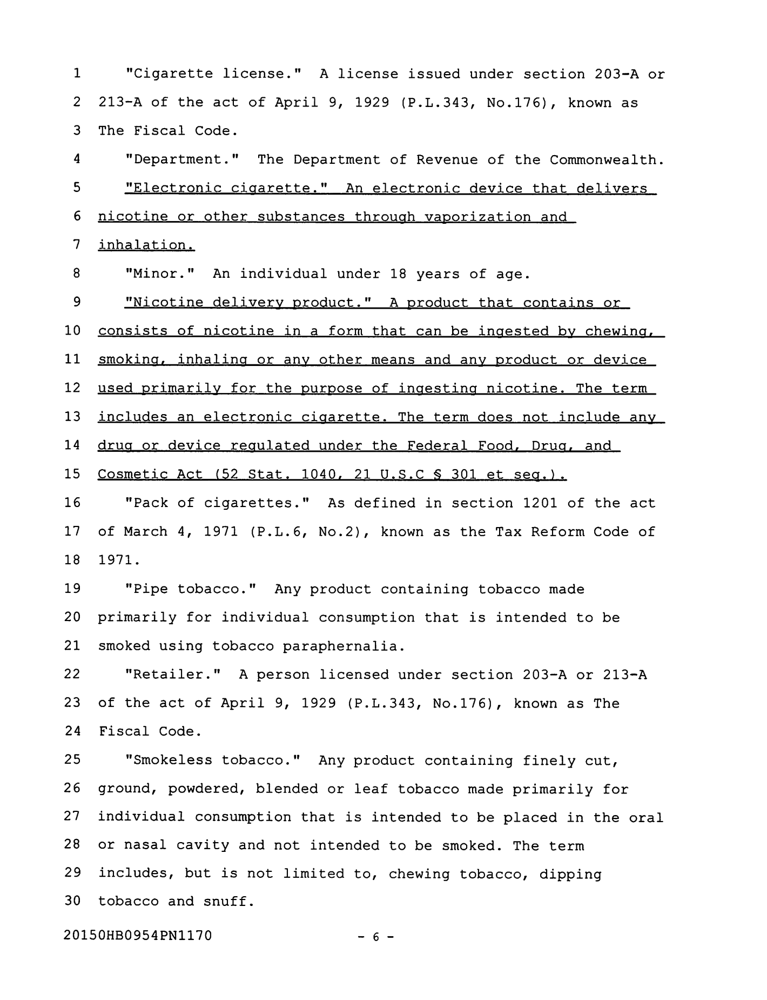 1 "Cigarette license." A license issued under section 203-A or
2 213-A of the act of April 9, 1929 (P.L.343, No.176), known as
3 The Fiscal Code.
4 "Department." The Department of Revenue of the Commonwealth.
5 "Electronic cigarette." An electronic device that delivers
6 nicotine or other substances through vaporization and
7 inhalation.
8 "Minor." An individual under 18 years of age.
9 "Nicotine delivery product." A product that contains or
10 consists of nicotine in a form that can be ingested by chewing,
11 smoking, inhaling or any other means and any product or device
12 used primarily for the purpose of ingesting nicotine. The term
13 includes an electronic cigarette. The term does not include any
14 drug or device regulated under the Federal Food, Drug, and
15 Cosmetic Act (52 Stat. 1040, 21 U.S.C § 301 et seq.).
16 "Pack of cigarettes." As defined in section 1201 of the act
17 of March 4, 1971 (P.L.6, No.2), known as the Tax Reform Code of
18 1971.
19 "Pipe tobacco." Any product containing tobacco made
20 primarily for individual consumption that is intended to be
21 smoked using tobacco paraphernalia.
22 "Retailer." A person licensed under section 203-A or 213-A
23 of the act of April 9, 1929 (P.L.343, No.176), known as The
24 Fiscal Code.
25 "Smokeless tobacco." Any product containing finely cut,
26 ground, powdered, blended or leaf tobacco made primarily for
27 individual consumption that is intended to be placed in the oral
28 or nasal cavity and not intended to be smoked. The term
29 includes, but is not limited to, chewing tobacco, dipping
30 tobacco and snuff.
20150HB0954PN1170 - 6 -